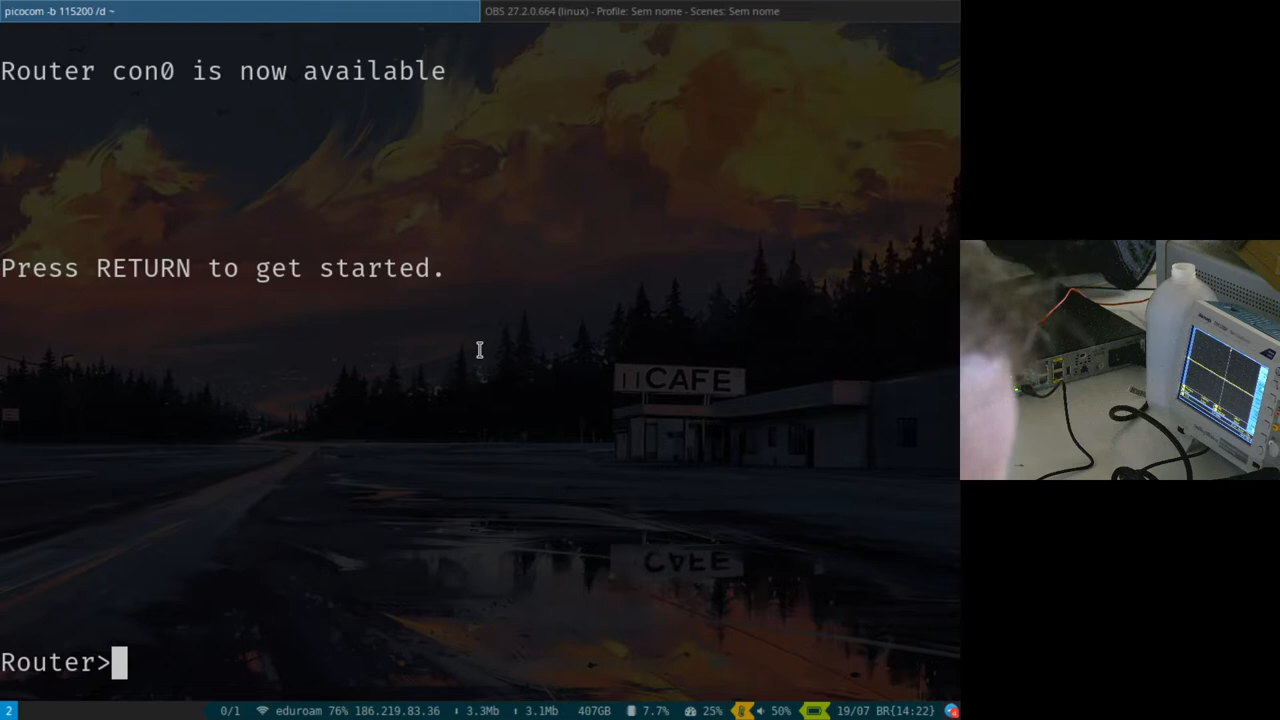 picocom -b 115200 /d ~
OBS 27.2.0.664 (linux) - Profile: Sem nome - Scenes: Sem nome
Router con0 is now available
Press RETURN to get started.
CAFE
Router>
2
0/1 eduroam 76% 186.219.83.36 3.3Mb 3.1Mb 407GB 7.7% 25% 50% 19/07 BR(14:22)